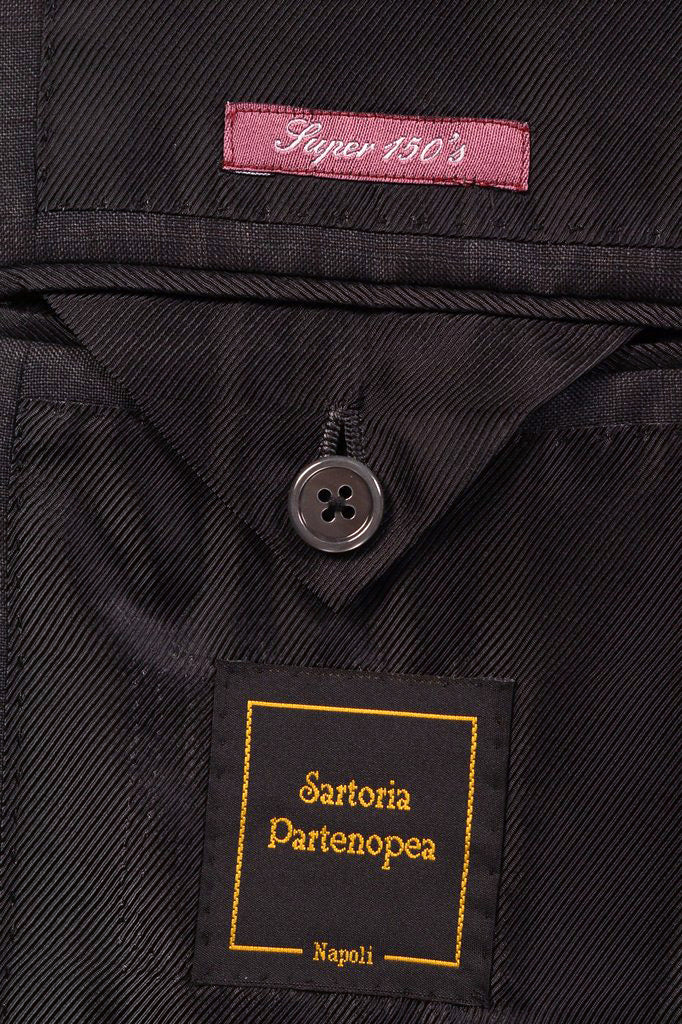 Super 150's
Sartoria
Partenopea
Napoli